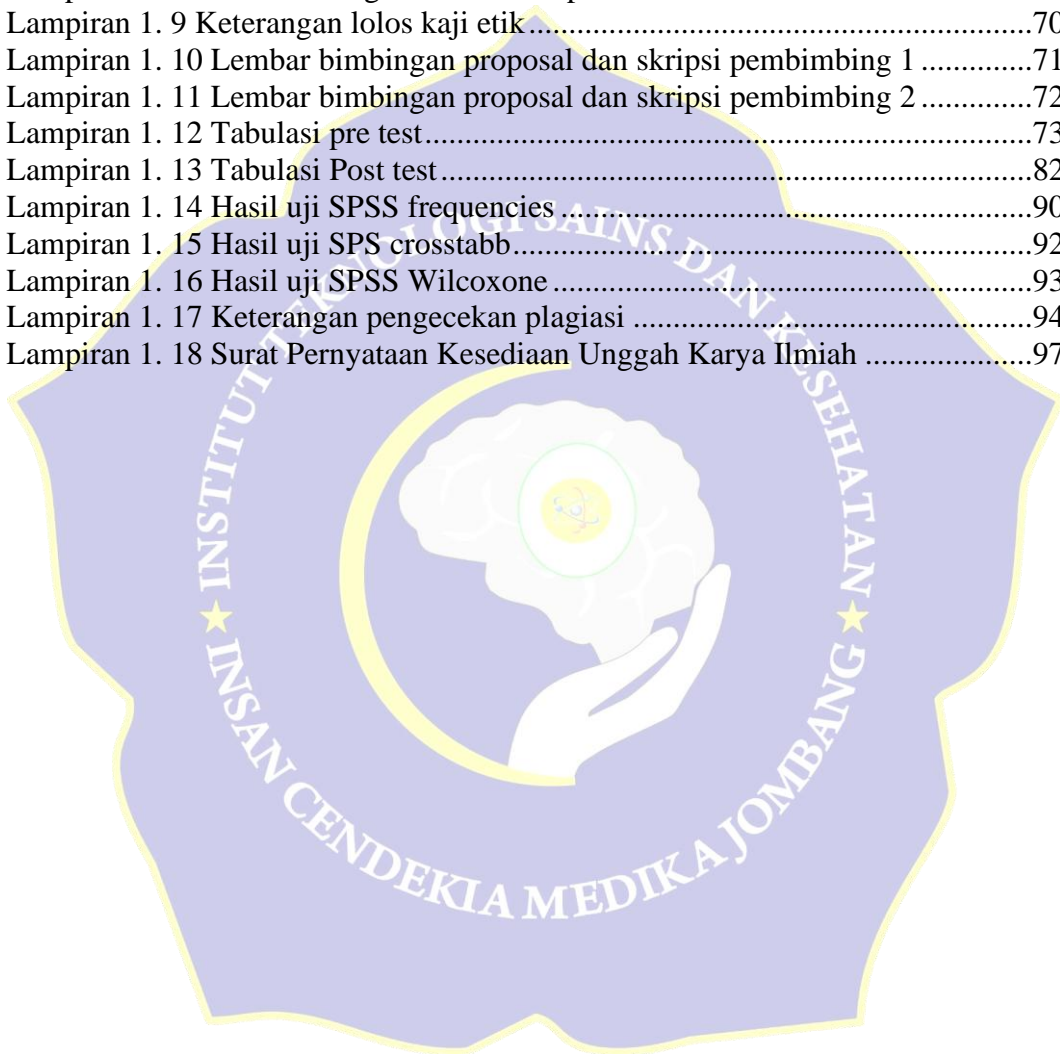 Lampiran 1. 9 Keterangan lolos kaji etik.................................................................70
Lampiran 1. 10 Lembar bimbingan proposal dan skripsi pembimbing 1 ..............71
Lampiran 1. 11 Lembar bimbingan proposal dan skripsi pembimbing 2 ..............72
Lampiran 1. 12 Tabulasi pre test.............................................................................73
Lampiran 1. 13 Tabulasi Post test...........................................................................82
Lampiran 1. 14 Hasil uji SPSS frequencies............................................................90
Lampiran 1. 15 Hasil uji SPS crosstabb..................................................................92
Lampiran 1. 16 Hasil uji SPSS Wilcoxone.............................................................93
Lampiran 1. 17 Keterangan pengecekan plagiasi ...................................................94
Lampiran 1. 18 Surat Pernyataan Kesediaan Unggah Karya Ilmiah .....................97
INSTITUT TEKNOLOGI SAINS DAN KESEHATAN
INSAN CENDEKIA MEDIKA JOMBANG